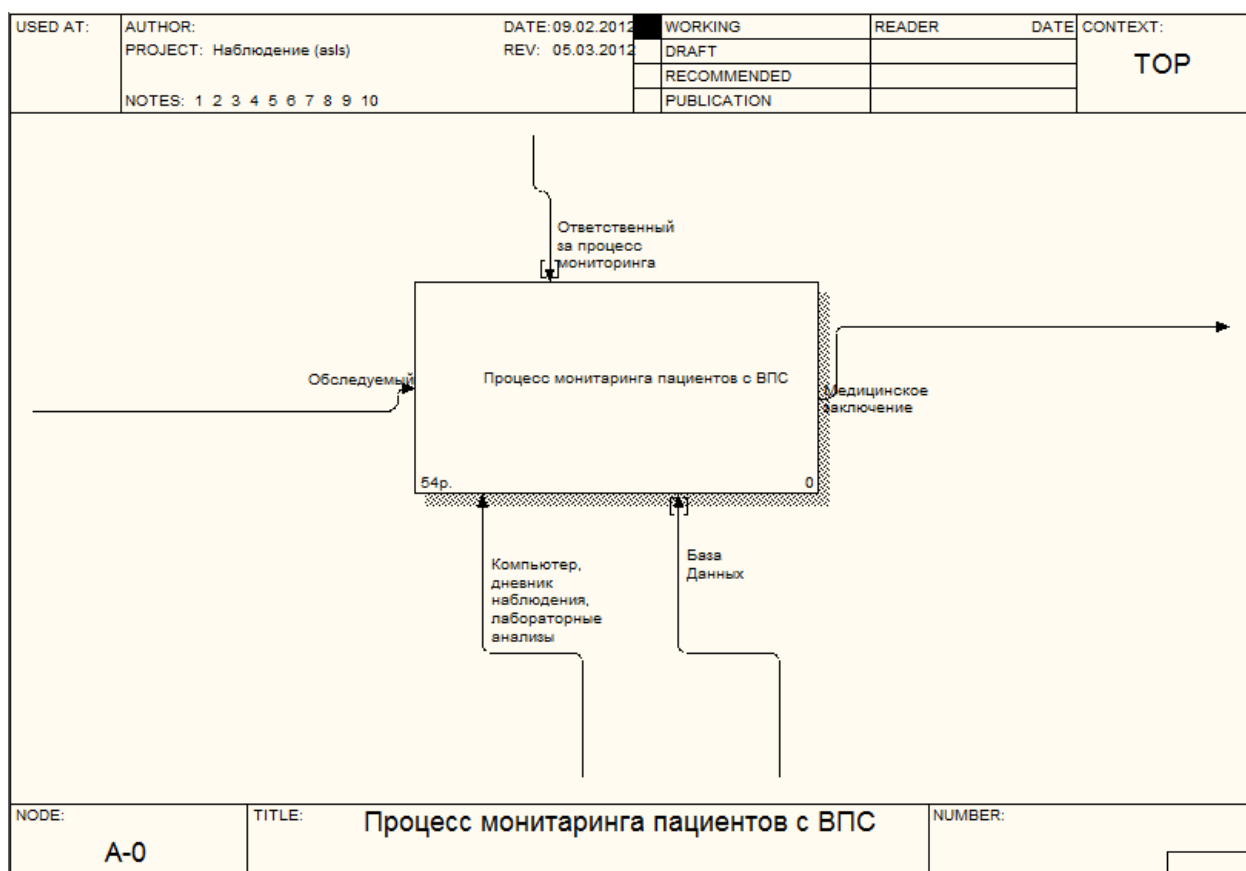 USED AT:
AUTHOR:
DATE: 09.02.2012
WORKING
READER
DATE
CONTEXT:
PROJECT: Наблюдение (asls)
REV: 05.03.2012
DRAFT
TOP
RECOMMENDED
NOTES: 1 2 3 4 5 6 7 8 9 10
PUBLICATION
Ответственный
за процесс
мониторинга
Обследуемый
Процесс монитаринга пациентов с ВПС
Медицинское
заключение
54р.
0
Компьютер,
дневник
наблюдения,
лабораторные
анализы
База
Данных
NODE:
TITLE:
Процесс монитаринга пациентов с ВПС
NUMBER:
A-0